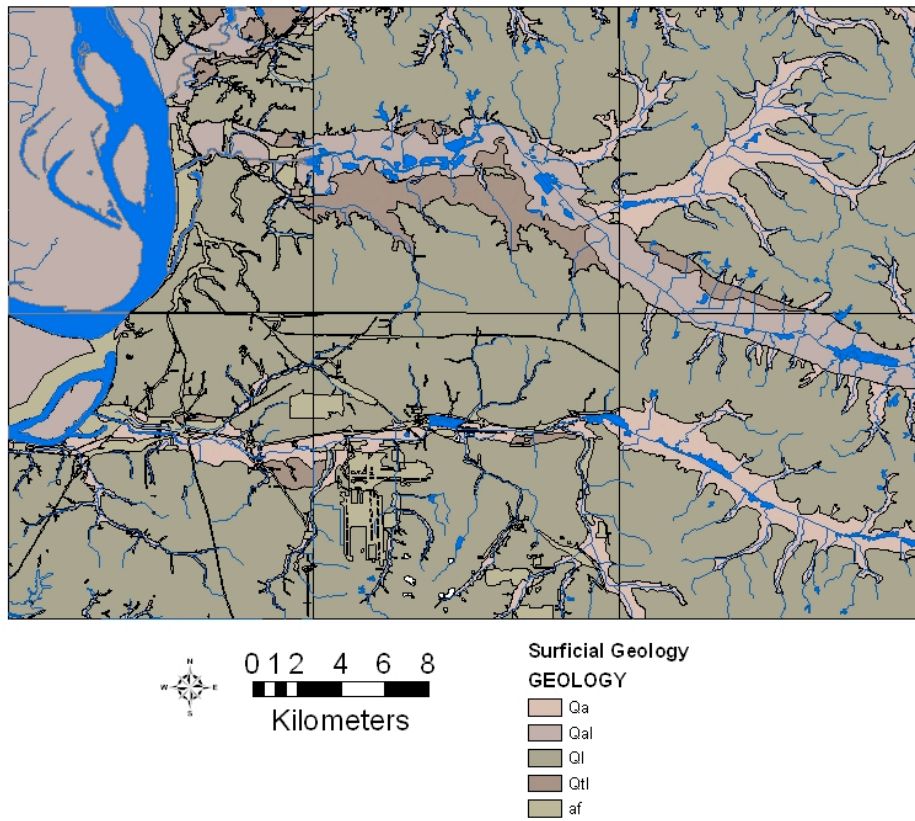 N
W E
S
0 1 2 4 6 8
Kilometers
Surficial Geology
GEOLOGY
Qa
Qal
Ql
Qtl
af